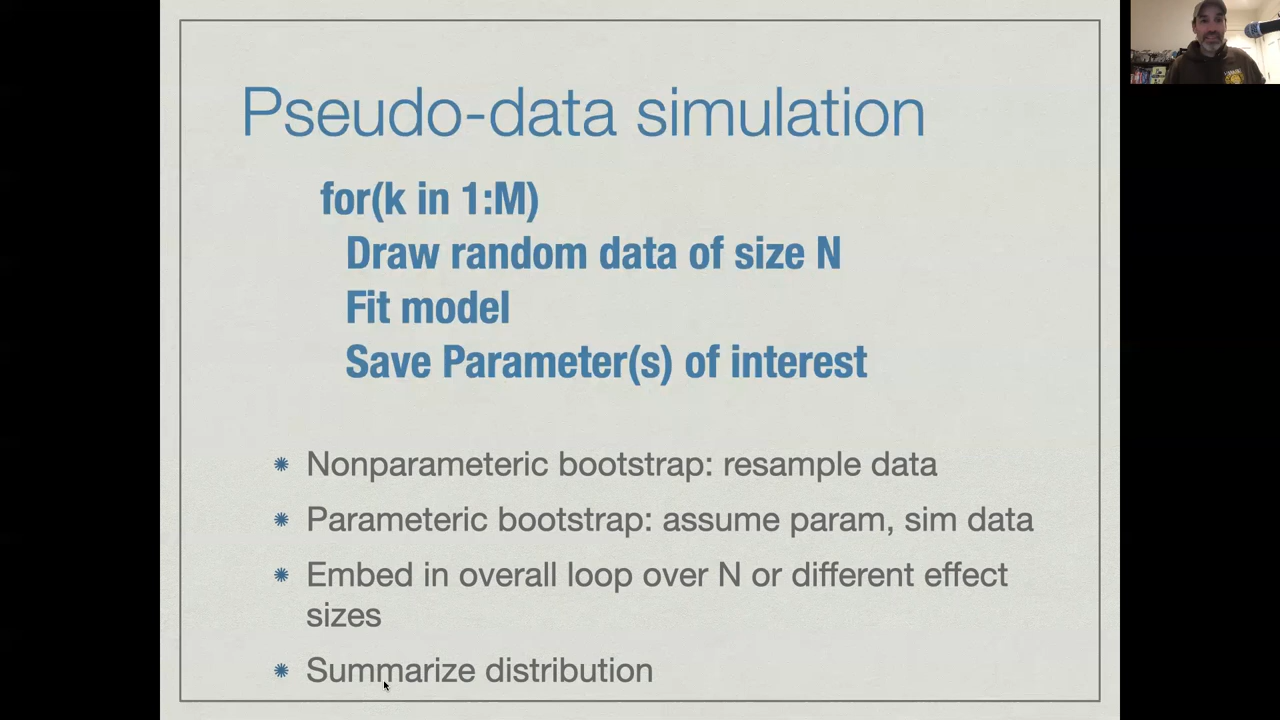 Pseudo-data simulation
for(k in 1:M)
Draw random data of size N
Fit model
Save Parameter(s) of interest
Nonparameteric bootstrap: resample data
Parameteric bootstrap: assume param, sim data
Embed in overall loop over N or different effect
sizes
Summarize distribution